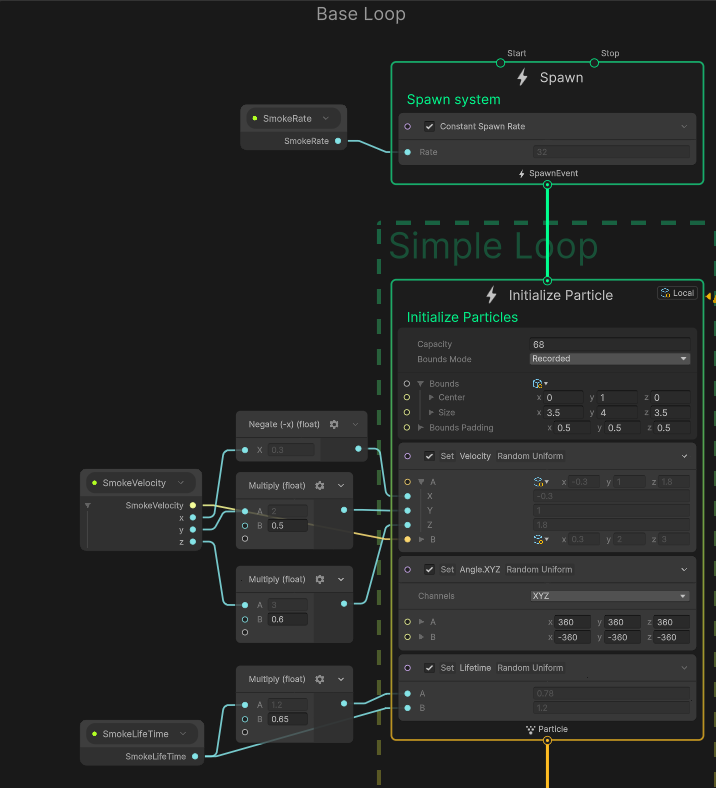 Base Loop
Start Stop
Spawn
Spawn system
SmokeRate
SmokeRate
Constant Spawn Rate
Rate 32
SpawnEvent
Simple Loop
Initialize Particle
Local
Initialize Particles
Capacity 68
Bounds Mode Recorded
Bounds
Center x 0 y 1 z 0
Size x 3.5 y 4 z 3.5
Bounds Padding x 0.5 y 0.5 z 0.5
Negate (-x) (float)
X 0.3
Set Velocity Random Uniform
A x -0.3 y 1 z 1.8
X -0.3
Y 1
Z 1.8
B x 0.3 y 2 z 3
SmokeVelocity
SmokeVelocity
x
y
z
Multiply (float)
A 2
B 0.5
Multiply (float)
A 3
B 0.6
Set Angle.XYZ Random Uniform
Channels XYZ
A x 360 y 360 z 360
B x -360 y -360 z -360
Set Lifetime Random Uniform
A 0.78
B 1.2
Multiply (float)
A 1.2
B 0.65
SmokeLifeTime
SmokeLifeTime
Particle